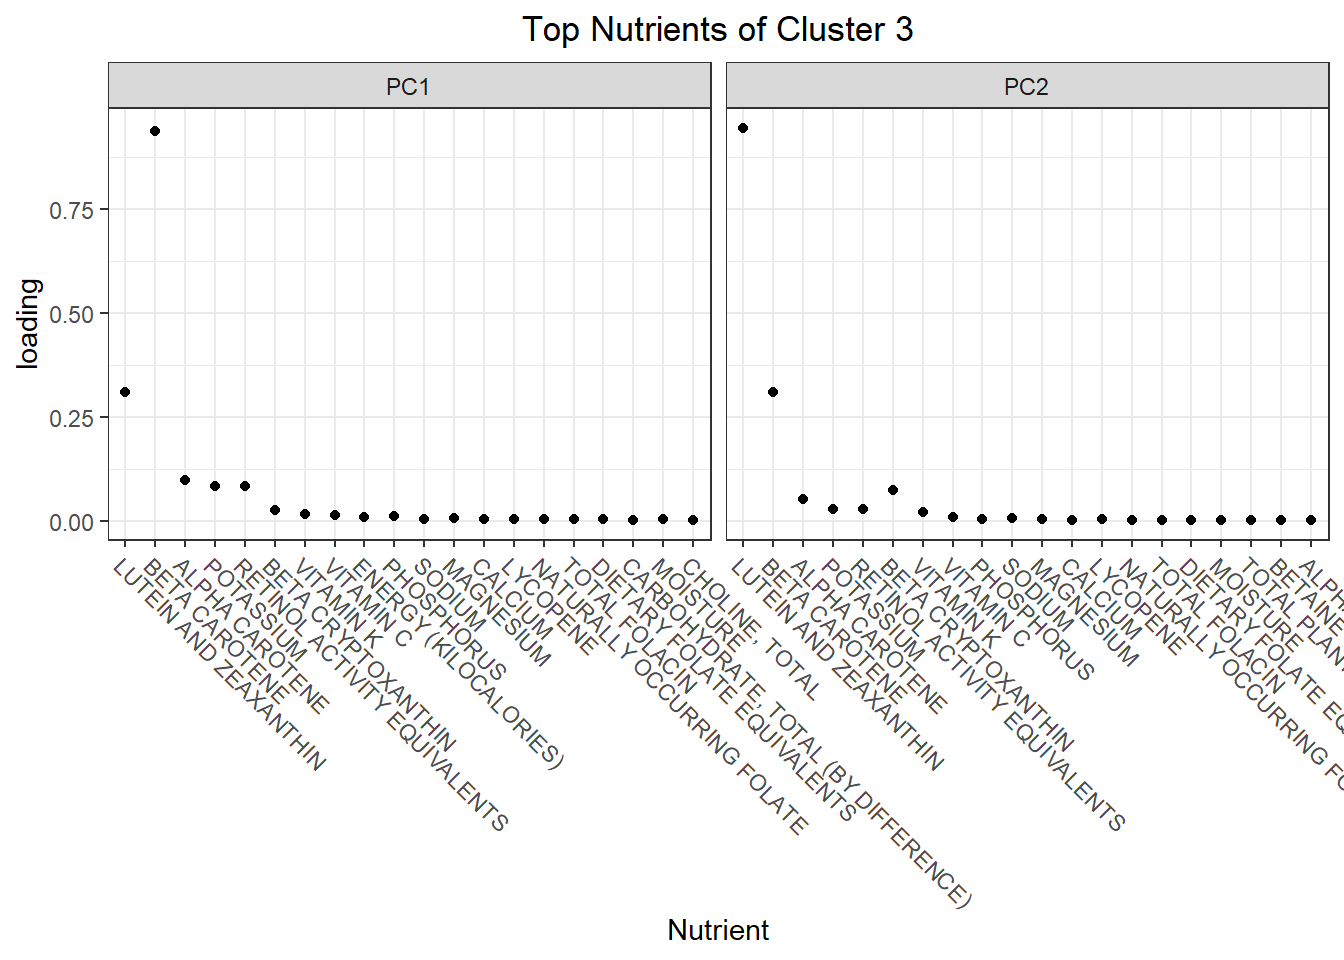 Top Nutrients of Cluster 3
PC1
PC2
loading
0.75
0.50
0.25
0.00
LUTEIN AND ZEAXANTHIN
BETA CAROTENE
ALPHA CAROTENE
POTASSIUM
RETINOL ACTIVITY EQUIVALENTS
BETA CRYPTOXANTHIN
VITAMIN K
VITAMIN C
ENERGY (KILOCALORIES)
PHOSPHORUS
SODIUM
MAGNESIUM
CALCIUM
LYCOPENE
NATURALLY OCCURRING FOLATE
TOTAL FOLACIN
DIETARY FOLATE EQUIVALENTS
CARBOHYDRATE, TOTAL (BY DIFFERENCE)
MOISTURE
CHOLINE, TOTAL
LUTEIN AND ZEAXANTHIN
BETA CAROTENE
ALPHA CAROTENE
POTASSIUM
RETINOL ACTIVITY EQUIVALENTS
BETA CRYPTOXANTHIN
VITAMIN K
VITAMIN C
PHOSPHORUS
SODIUM
MAGNESIUM
CALCIUM
LYCOPENE
NATURALLY OCCURRING FO
TOTAL FOLACIN
DIETARY FOLATE EQ
MOISTURE
TOTAL PLAN
BETAINE
ALPH
Nutrient